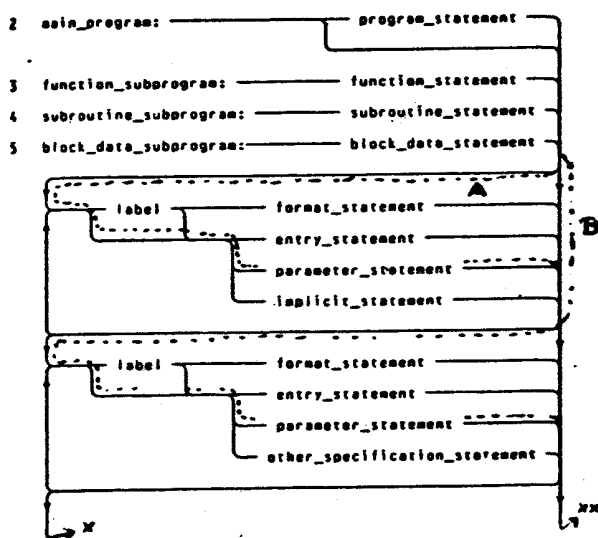 2 main_program: program_statement
3 function_subprogram: function_statement
4 subroutine_subprogram: subroutine_statement
5 block_data_subprogram: block_data_statement
A
label format_statement
B
entry_statement
parameter_statement
implicit_statement
label format_statement
entry_statement
parameter_statement
other_specification_statement
x xx